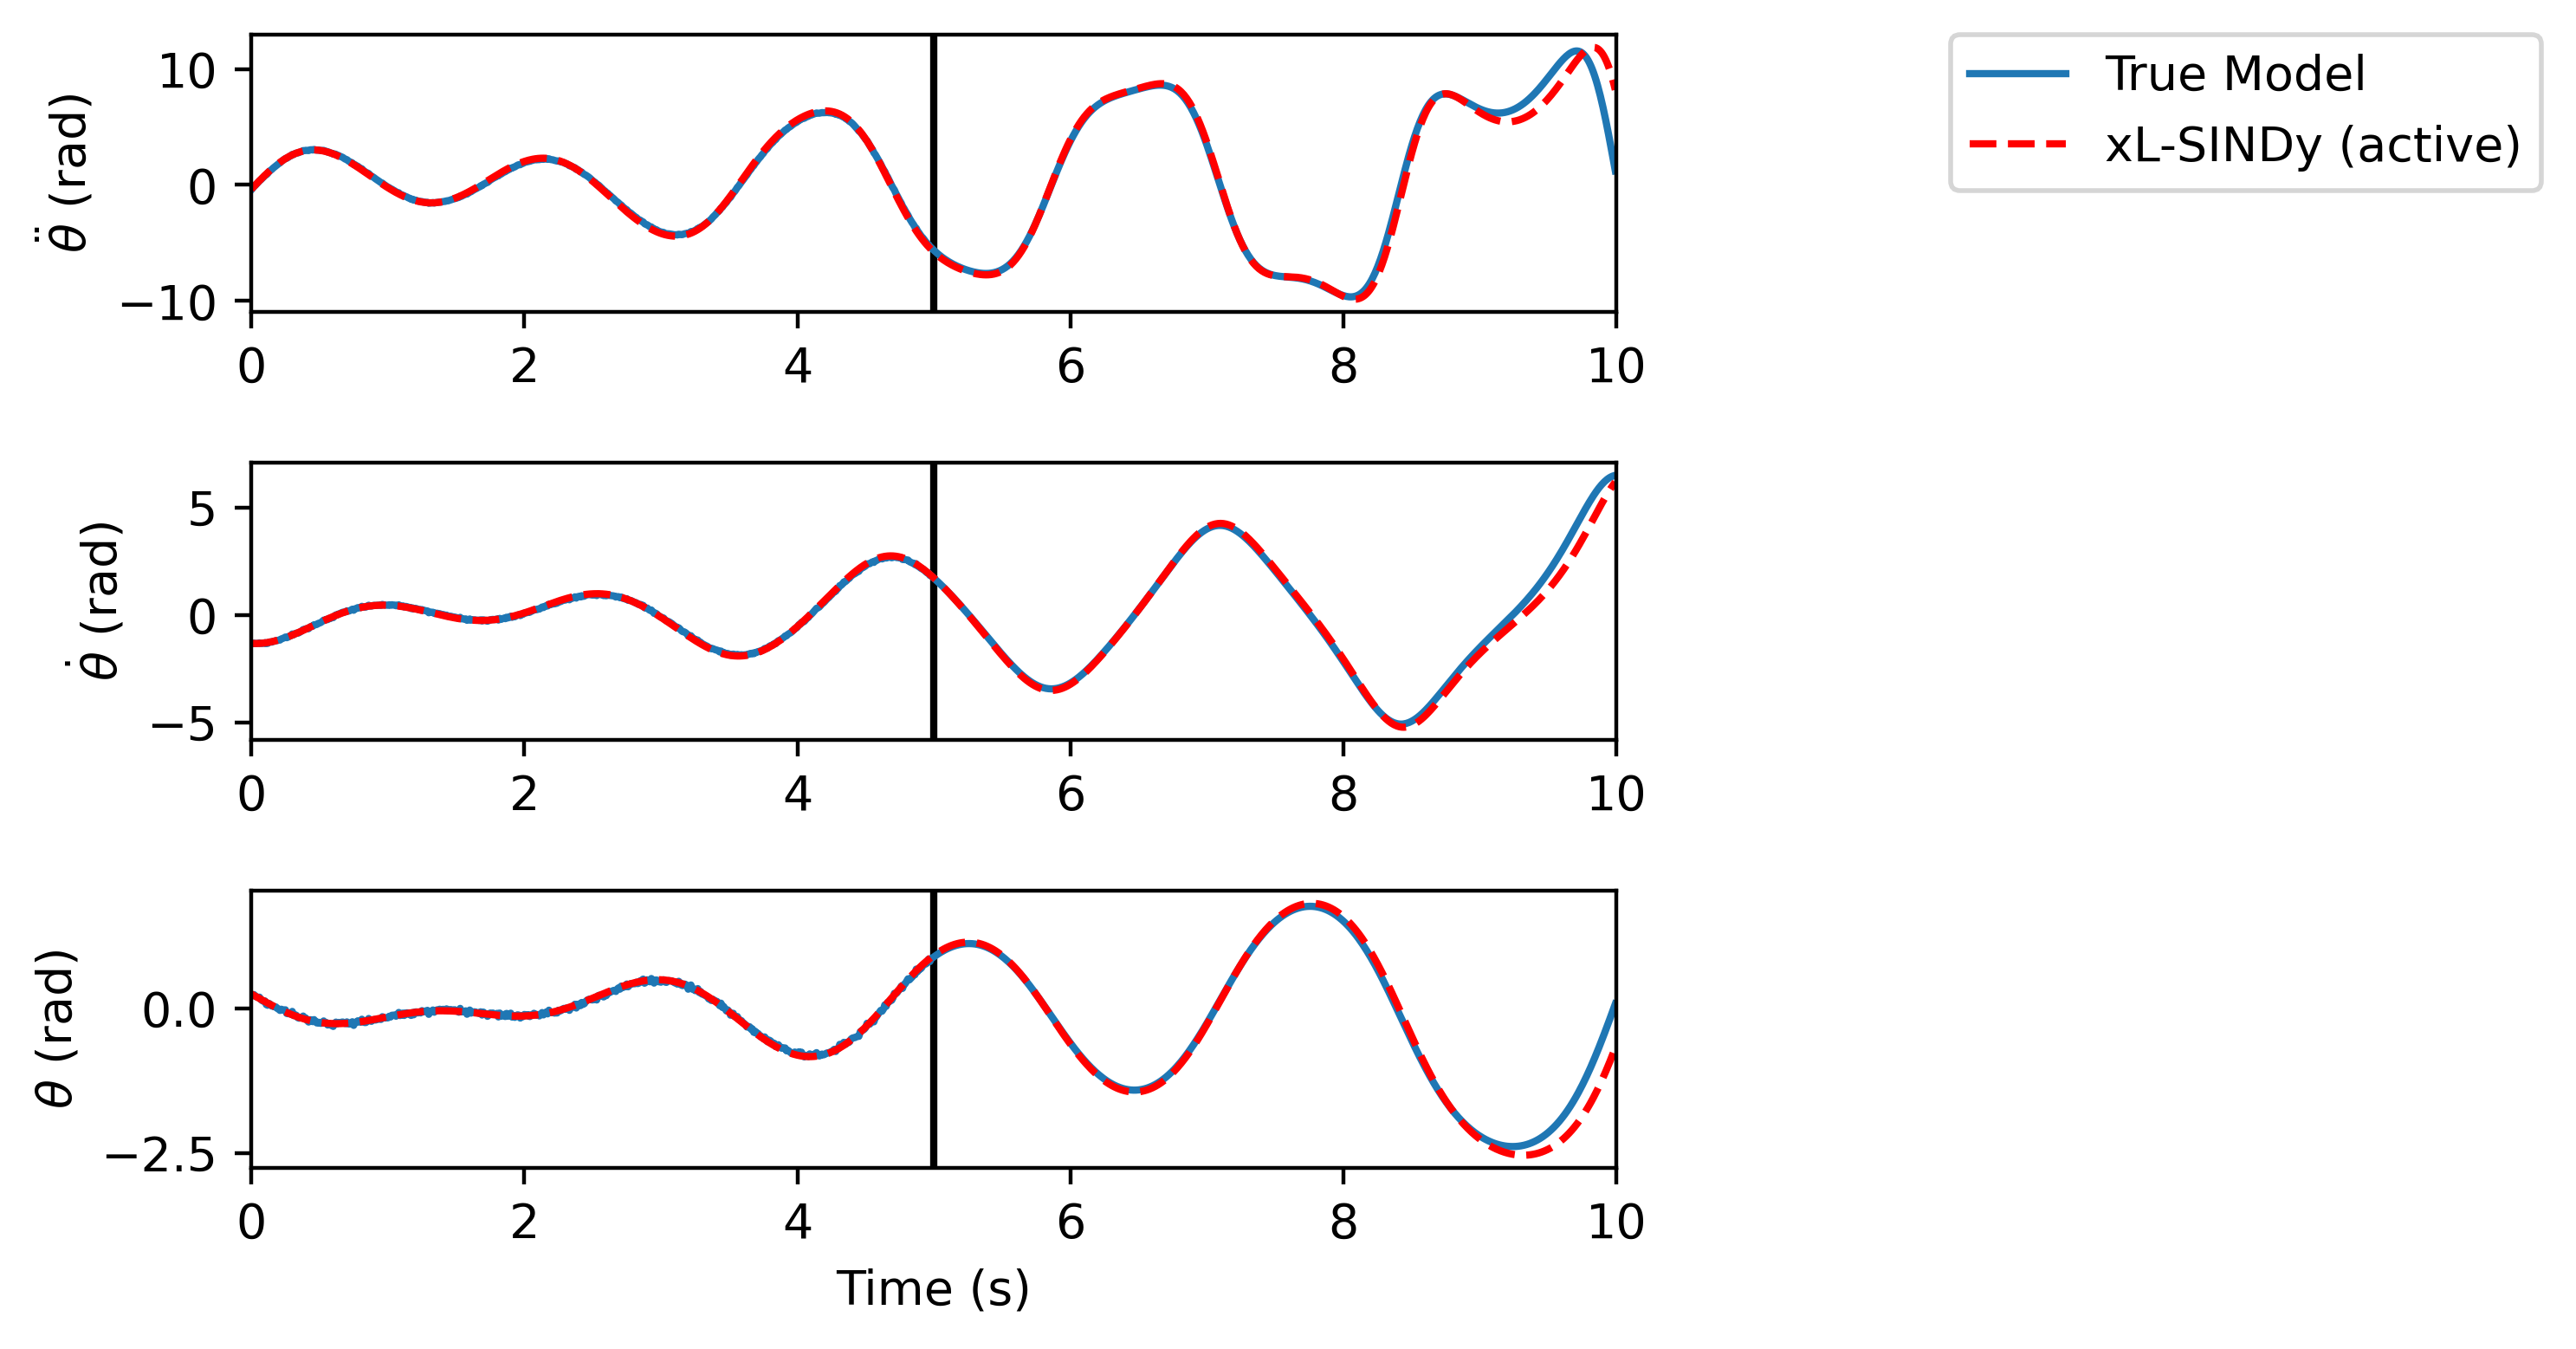 10
0
−10
θ̈ (rad)
0 2 4 6 8 10
True Model
xL-SINDy (active)
5
0
−5
θ̇ (rad)
0 2 4 6 8 10
0.0
−2.5
θ (rad)
0 2 4 6 8 10
Time (s)